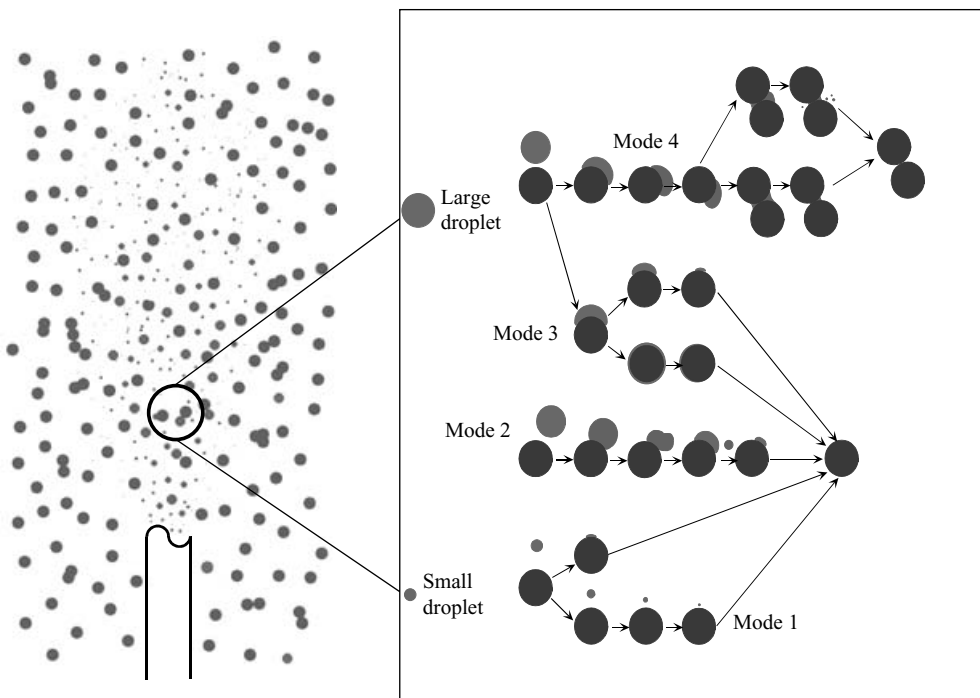 Mode 4
Large
droplet
Mode 3
Mode 2
Small
droplet
Mode 1